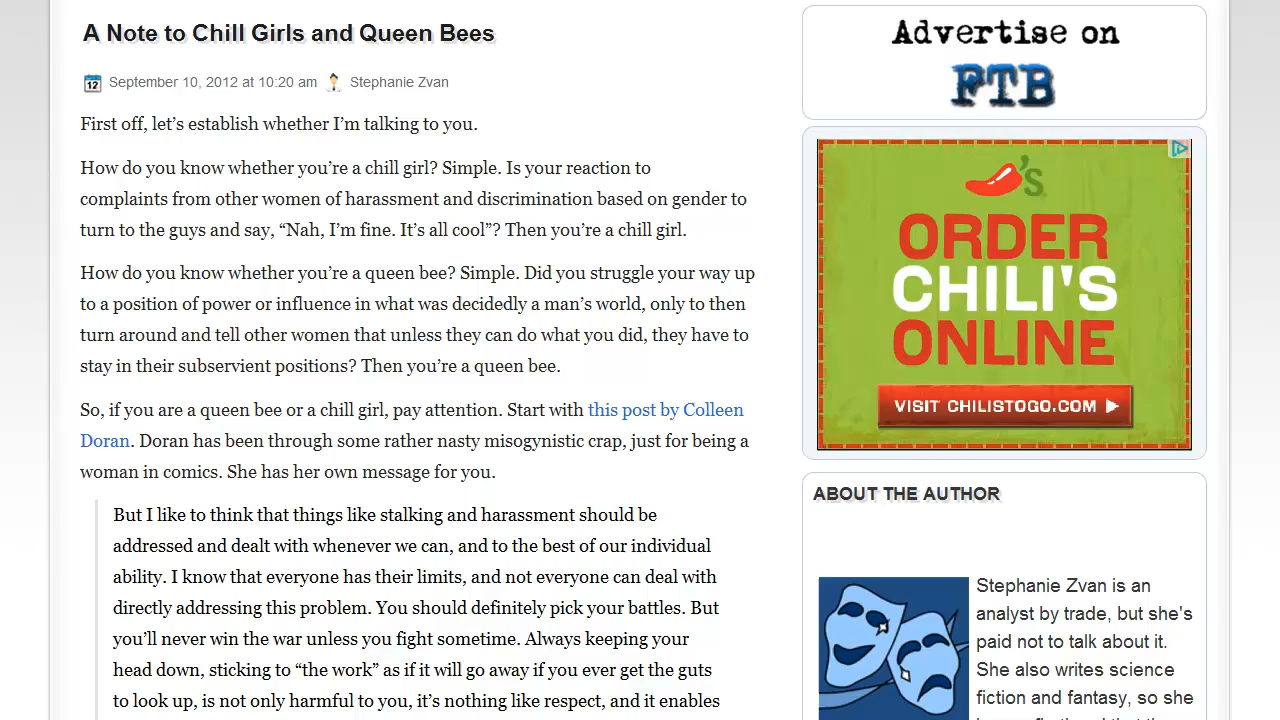 A Note to Chill Girls and Queen Bees
12 September 10, 2012 at 10:20 am Stephanie Zvan
First off, let’s establish whether I’m talking to you.
How do you know whether you’re a chill girl? Simple. Is your reaction to
complaints from other women of harassment and discrimination based on gender to
turn to the guys and say, “Nah, I’m fine. It’s all cool”? Then you’re a chill girl.
How do you know whether you’re a queen bee? Simple. Did you struggle your way up
to a position of power or influence in what was decidedly a man’s world, only to then
turn around and tell other women that unless they can do what you did, they have to
stay in their subservient positions? Then you’re a queen bee.
So, if you are a queen bee or a chill girl, pay attention. Start with this post by Colleen
Doran. Doran has been through some rather nasty misogynistic crap, just for being a
woman in comics. She has her own message for you.
But I like to think that things like stalking and harassment should be
addressed and dealt with whenever we can, and to the best of our individual
ability. I know that everyone has their limits, and not everyone can deal with
directly addressing this problem. You should definitely pick your battles. But
you’ll never win the war unless you fight sometime. Always keeping your
head down, sticking to “the work” as if it will go away if you ever get the guts
to look up, is not only harmful to you, it’s nothing like respect, and it enables
Advertise on
FTB
's
ORDER
CHILI'S
ONLINE
VISIT CHILISTOGO.COM
ABOUT THE AUTHOR
Stephanie Zvan is an
analyst by trade, but she's
paid not to talk about it.
She also writes science
fiction and fantasy, so she